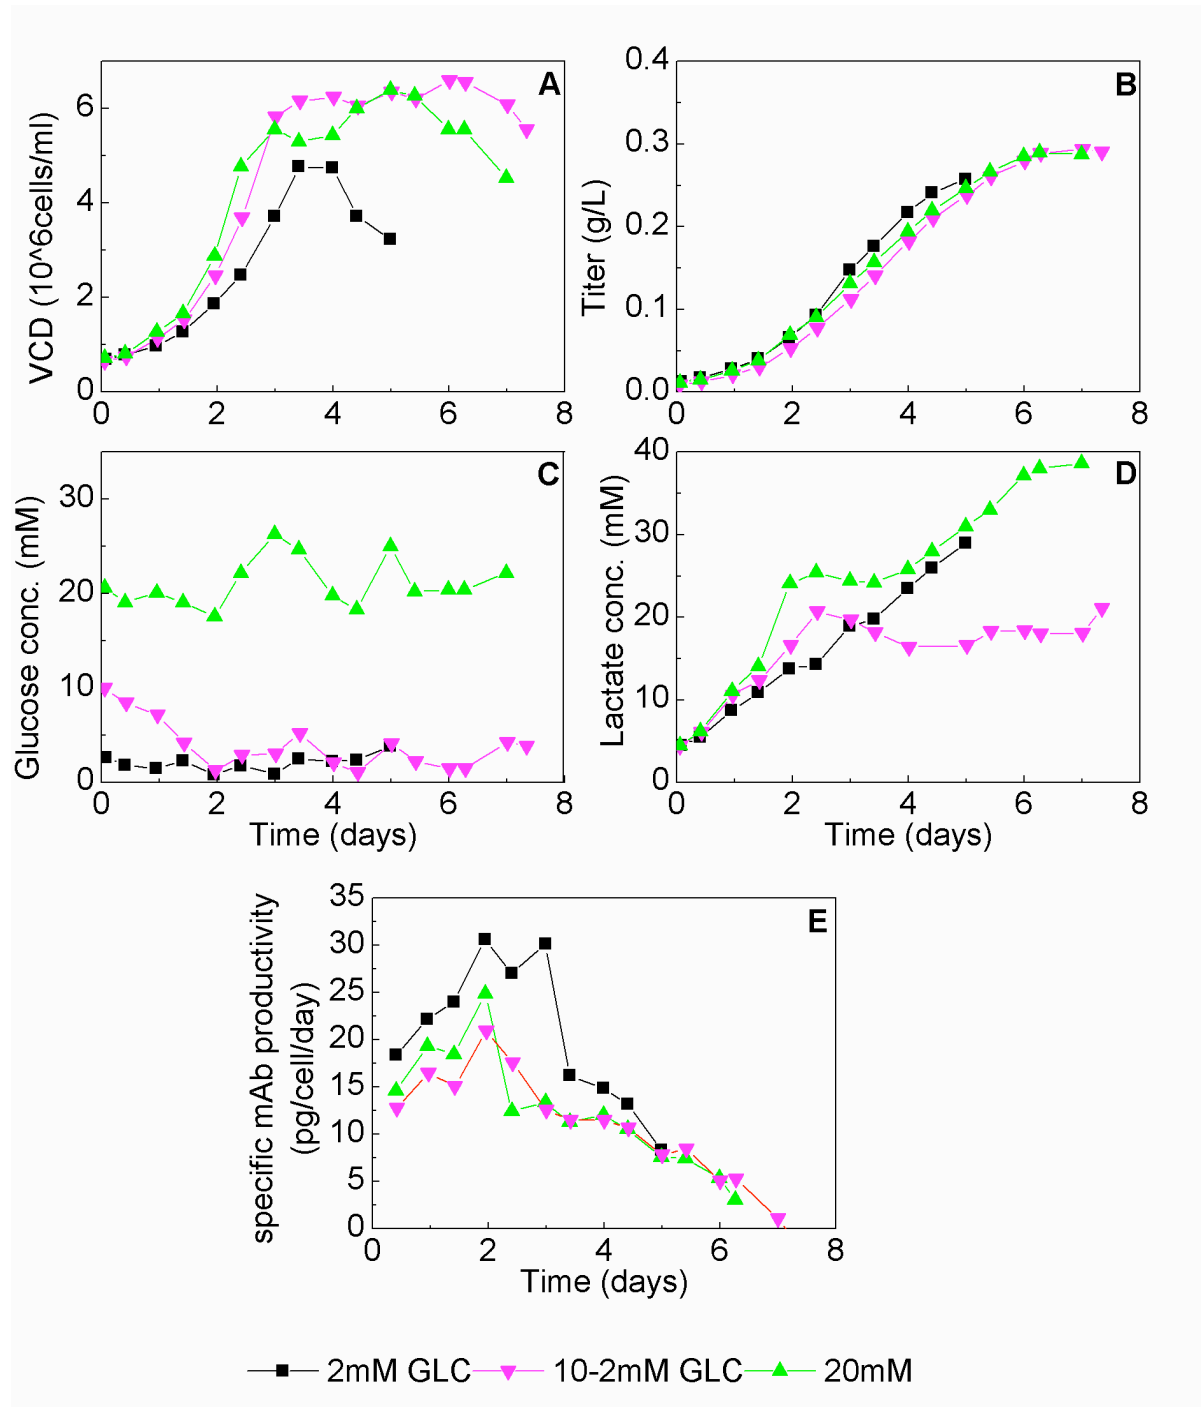 A
B
VCD (10^6cells/ml)
6
4
2
0
0 2 4 6 8
Titer (g/L)
0.4
0.3
0.2
0.1
0.0
0 2 4 6 8
C
D
Glucose conc. (mM)
30
20
10
0
0 2 4 6 8
Time (days)
Lactate conc. (mM)
40
30
20
10
0
0 2 4 6 8
Time (days)
E
specific mAb productivity
(pg/cell/day)
35
30
25
20
15
10
5
0
0 2 4 6 8
Time (days)
2mM GLC 10-2mM GLC 20mM